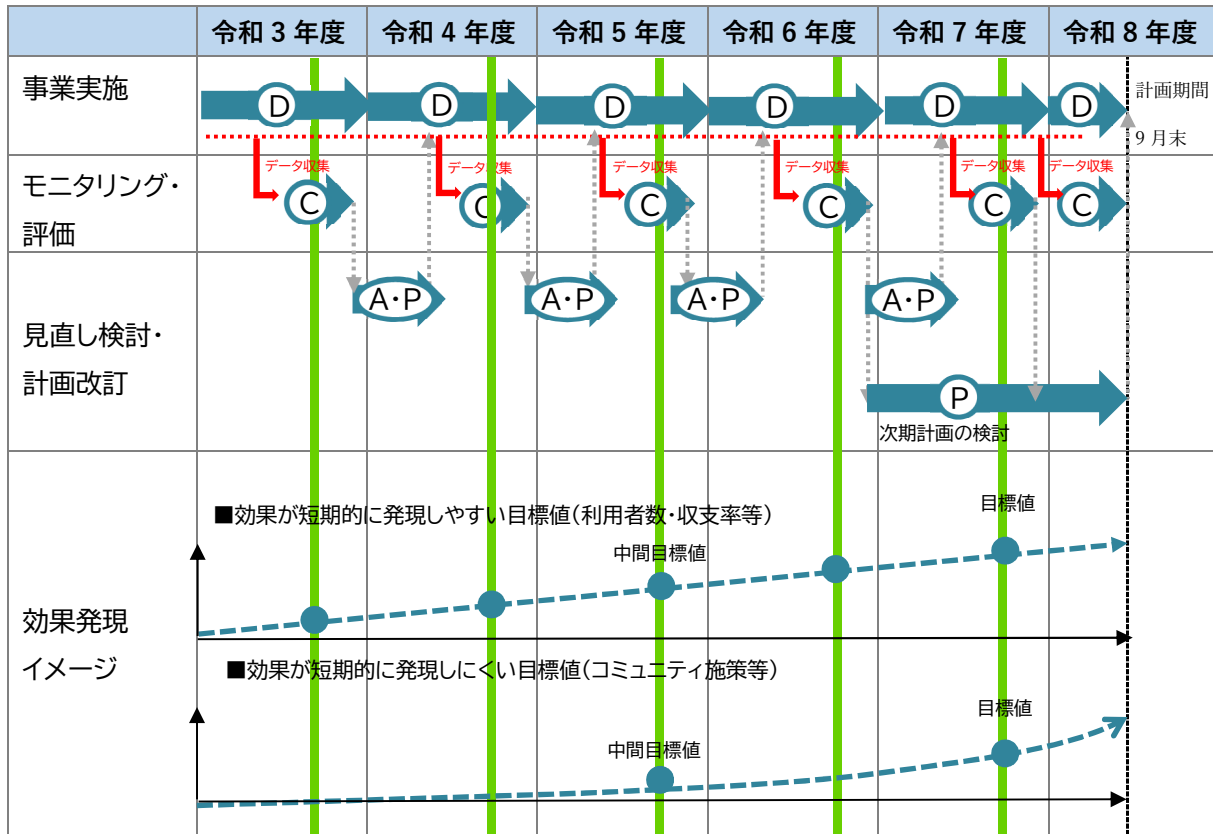 令和 3 年度 令和 4 年度 令和 5 年度 令和 6 年度 令和 7 年度 令和 8 年度
事業実施
D D D D D D
計画期間
9 月末
データ収集 データ収集 データ収集 データ収集 データ収集 データ収集
モニタリング・
評価
C C C C C C
A・P A・P A・P A・P
見直し検討・
計画改訂
P
次期計画の検討
■効果が短期的に発現しやすい目標値(利用者数・収支率等)
目標値
中間目標値
効果発現
イメージ
■効果が短期的に発現しにくい目標値(コミュニティ施策等)
目標値
中間目標値